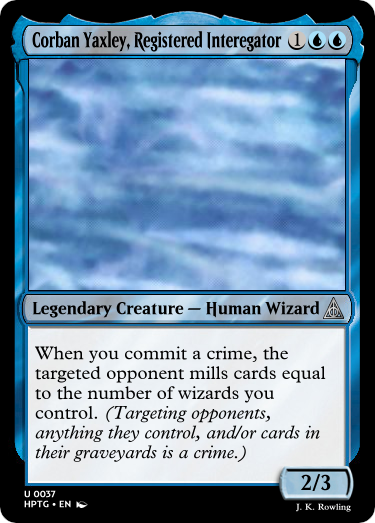 Corban Yaxley, Registered Interegator 1
Legendary Creature — Human Wizard
When you commit a crime, the
targeted opponent mills cards equal
to the number of wizards you
control. (Targeting opponents,
anything they control, and/or cards in
their graveyards is a crime.)
2/3
U 0037
HPTG • EN
J. K. Rowling